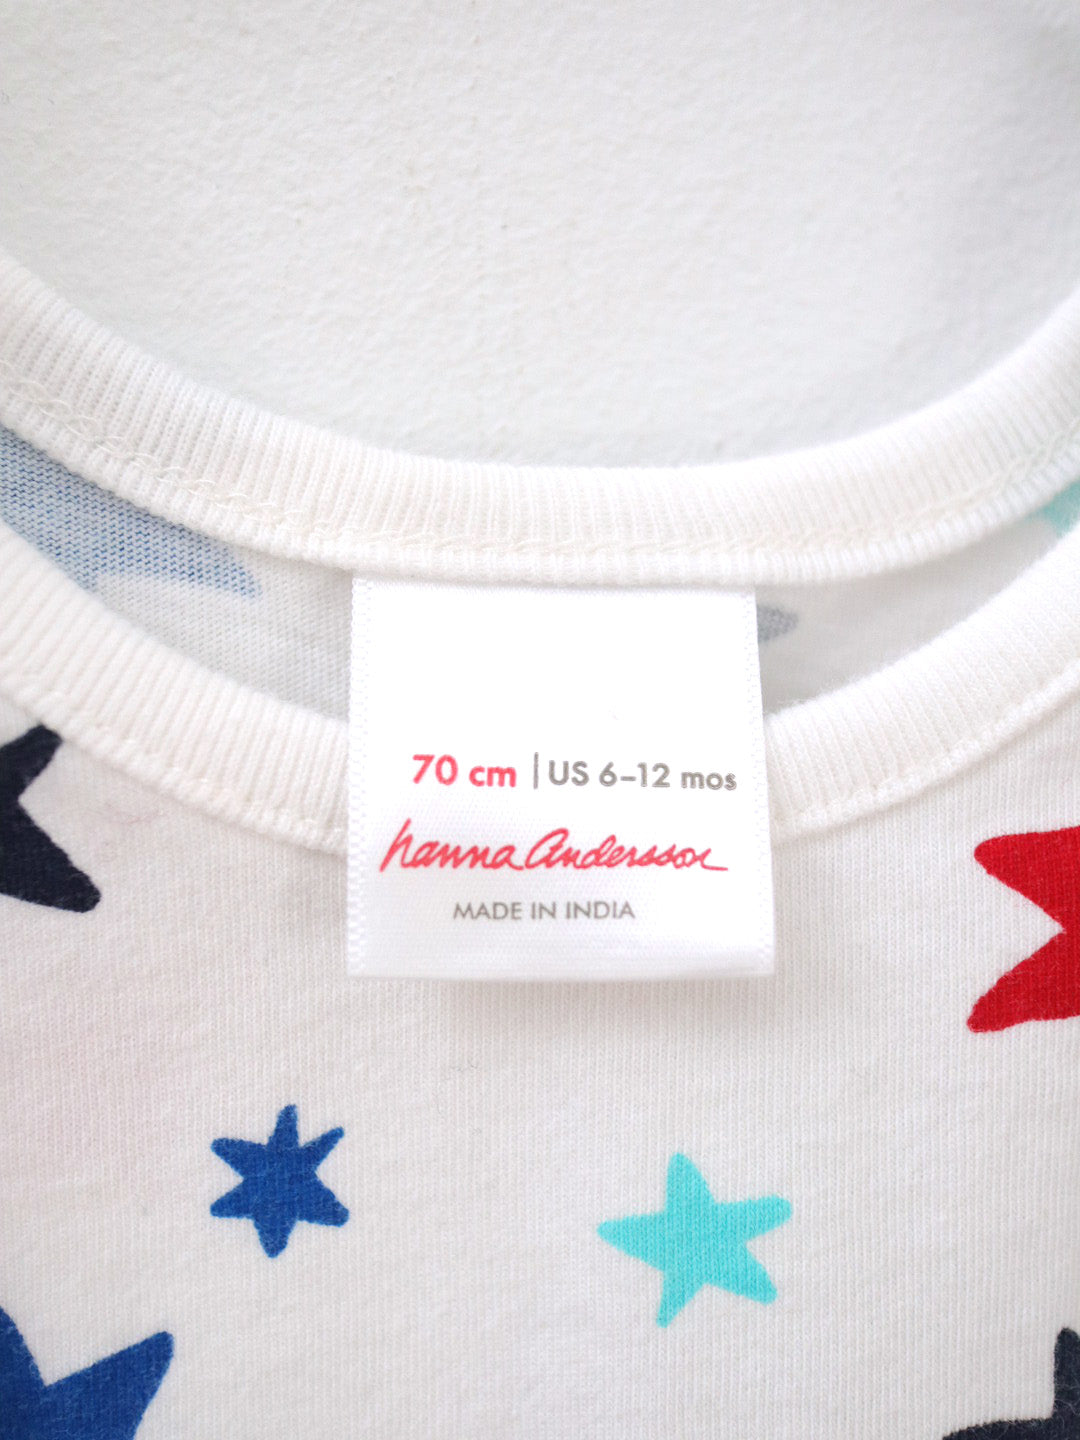 70 cm | US 6–12 mos
hanna Andersson
MADE IN INDIA